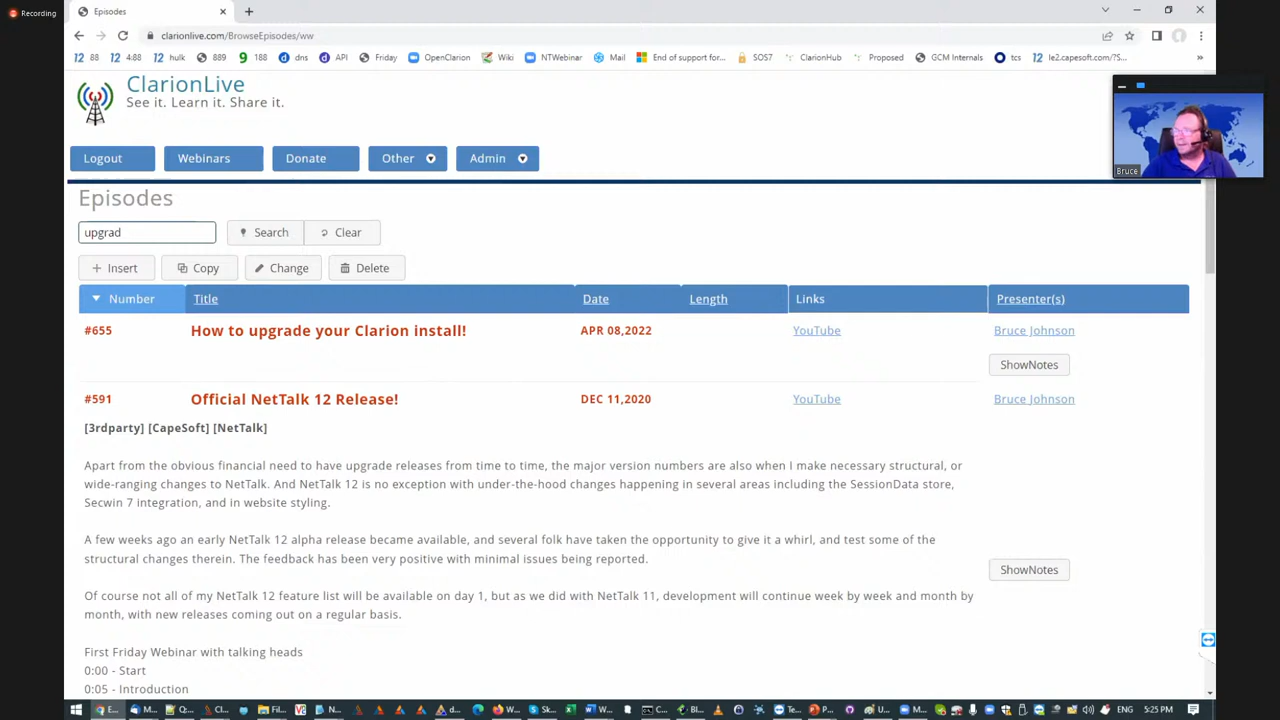 Recording
Episodes
clarionlive.com/BrowseEpisodes/ww
88 4:88 hulk 889 188 dns API Friday OpenClarion Wiki NTWebinar Mail End of support for... SOS7 ClarionHub Proposed GCM Internals tcs le2.capesoft.com/?S...
ClarionLive
See it. Learn it. Share it.
Logout Webinars Donate Other Admin
Bruce
Episodes
upgrad Search Clear
Insert Copy Change Delete
Number Title Date Length Links Presenter(s)
#655 How to upgrade your Clarion install! APR 08,2022 YouTube Bruce Johnson
ShowNotes
#591 Official NetTalk 12 Release! DEC 11,2020 YouTube Bruce Johnson
[3rdparty] [CapeSoft] [NetTalk]
Apart from the obvious financial need to have upgrade releases from time to time, the major version numbers are also when I make necessary structural, or
wide-ranging changes to NetTalk. And NetTalk 12 is no exception with under-the-hood changes happening in several areas including the SessionData store,
Secwin 7 integration, and in website styling.
A few weeks ago an early NetTalk 12 alpha release became available, and several folk have taken the opportunity to give it a whirl, and test some of the
structural changes therein. The feedback has been very positive with minimal issues being reported.
ShowNotes
Of course not all of my NetTalk 12 feature list will be available on day 1, but as we did with NetTalk 11, development will continue week by week and month by
month, with new releases coming out on a regular basis.
First Friday Webinar with talking heads
0:00 - Start
0:05 - Introduction
E... M... Q... Cl... Fil... N... d... W... Sk... W... C... Bl... Te... P... U... M... ENG 5:25 PM